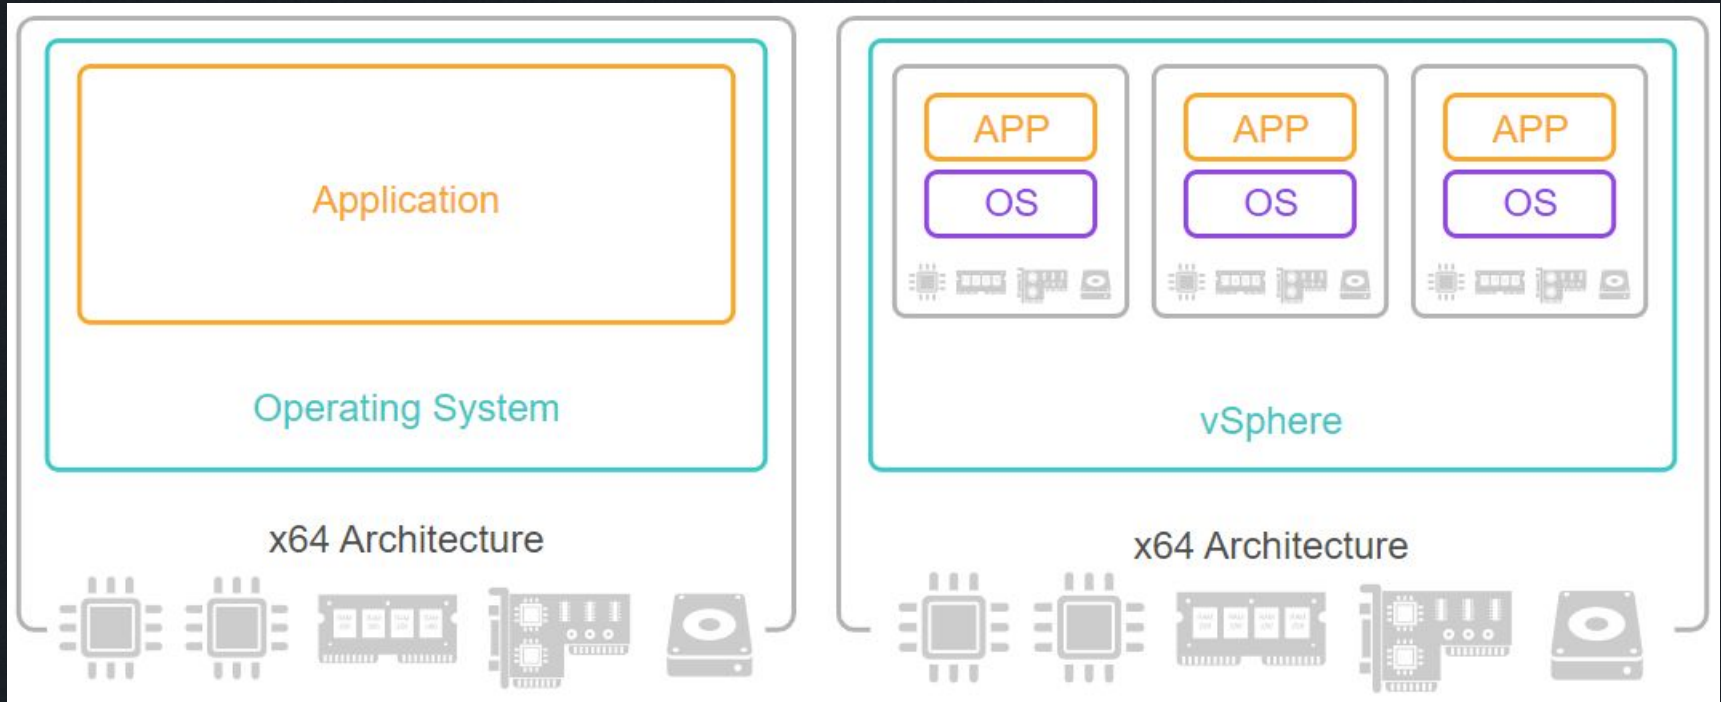 Application
Operating System
x64 Architecture
APP
OS
APP
OS
APP
OS
vSphere
x64 Architecture